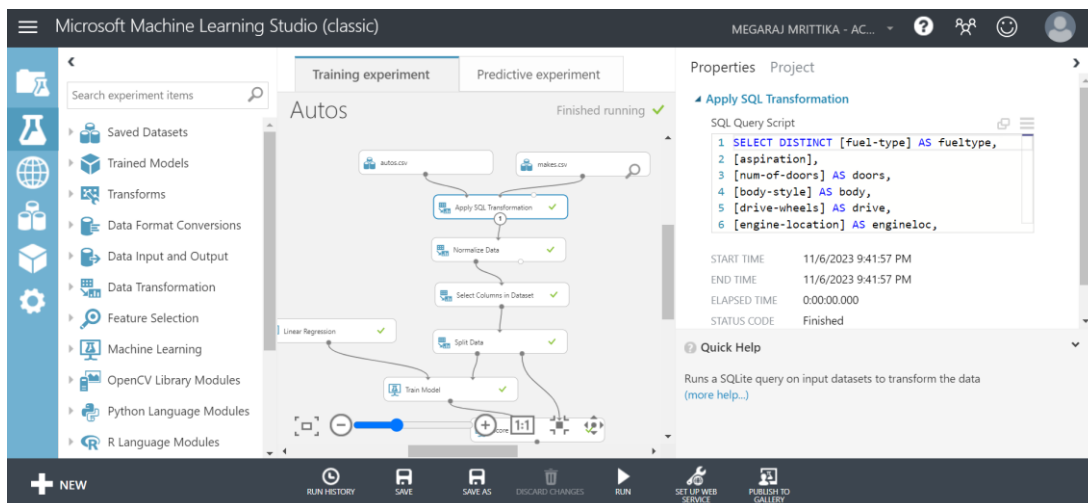 Microsoft Machine Learning Studio (classic)
MEGARAJ MRITTIKA - AC...
Search experiment items
Saved Datasets
Trained Models
Transforms
Data Format Conversions
Data Input and Output
Data Transformation
Feature Selection
Machine Learning
OpenCV Library Modules
Python Language Modules
R Language Modules
Training experiment
Predictive experiment
Autos
Finished running
autos.csv
makes.csv
Apply SQL Transformation
1
Normalize Data
Select Columns in Dataset
Linear Regression
Split Data
Train Model
1:1
Properties Project
Apply SQL Transformation
SQL Query Script
1 SELECT DISTINCT [fuel-type] AS fueltype,
2 [aspiration],
3 [num-of-doors] AS doors,
4 [body-style] AS body,
5 [drive-wheels] AS drive,
6 [engine-location] AS engineloc,
START TIME 11/6/2023 9:41:57 PM
END TIME 11/6/2023 9:41:57 PM
ELAPSED TIME 0:00:00.000
STATUS CODE Finished
Quick Help
Runs a SQLite query on input datasets to transform the data
(more help...)
NEW
RUN HISTORY
SAVE
SAVE AS
DISCARD CHANGES
RUN
SET UP WEB
SERVICE
PUBLISH TO
GALLERY